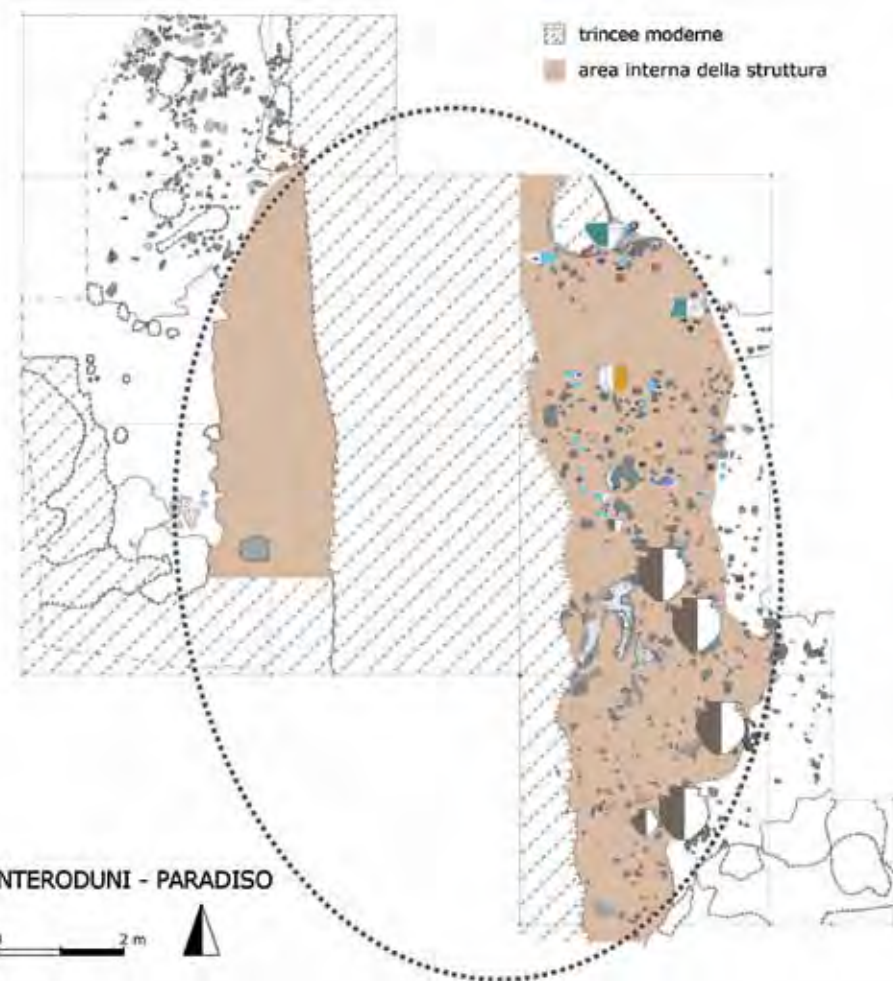 trincee moderne
area interna della struttura
NTERODUNI - PARADISO
2 m